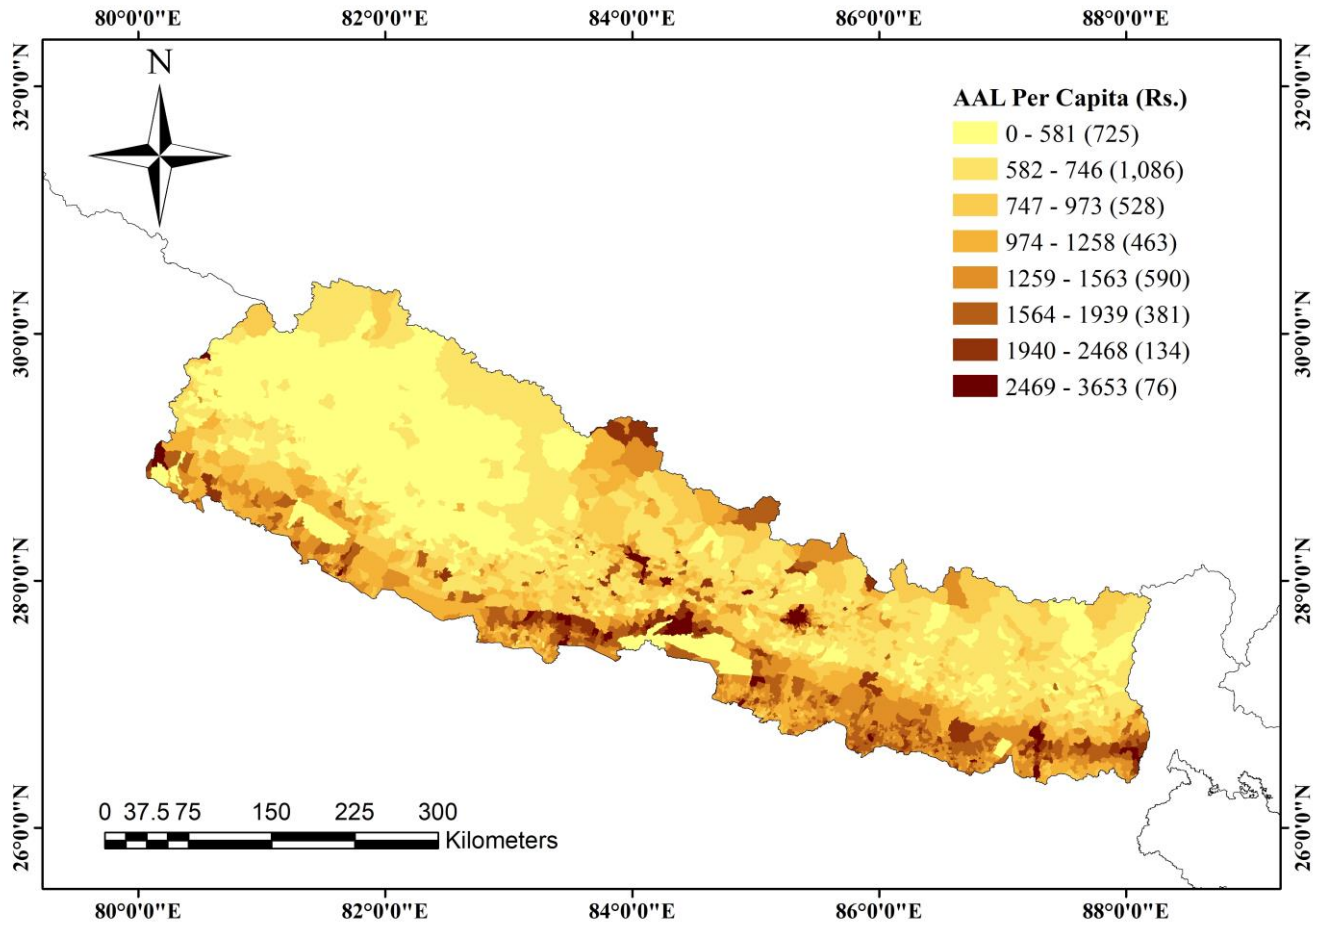 80°0'0"E 82°0'0"E 84°0'0"E 86°0'0"E 88°0'0"E
N
AAL Per Capita (Rs.)
0 - 581 (725)
582 - 746 (1,086)
747 - 973 (528)
974 - 1258 (463)
1259 - 1563 (590)
1564 - 1939 (381)
1940 - 2468 (134)
2469 - 3653 (76)
32°0'0"N
30°0'0"N
28°0'0"N
26°0'0"N
32°0'0"N
30°0'0"N
28°0'0"N
26°0'0"N
0 37.5 75 150 225 300
Kilometers
80°0'0"E 82°0'0"E 84°0'0"E 86°0'0"E 88°0'0"E